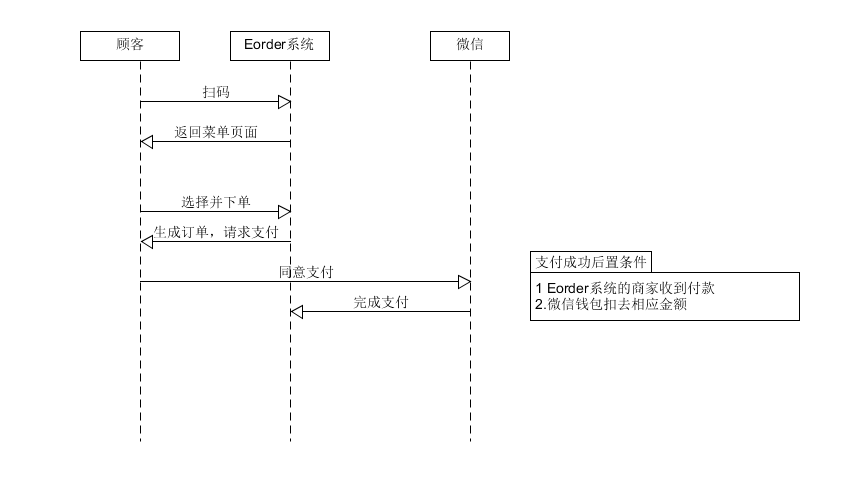 顾客
Eorder系统
微信
扫码
返回菜单页面
选择并下单
生成订单，请求支付
同意支付
完成支付
支付成功后置条件
1 Eorder系统的商家收到付款
2.微信钱包扣去相应金额